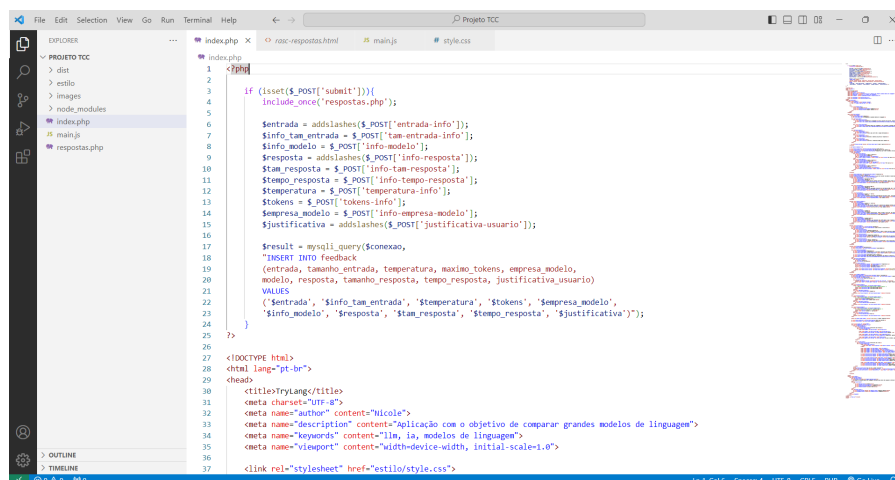 File Edit Selection View Go Run Terminal Help
Projeto TCC
EXPLORER
PROJETO TCC
dist
estilo
images
node_modules
index.php
JS main.js
respostas.php
OUTLINE
TIMELINE
index.php rasc-respostas.html JS main.js # style.css
index.php
1 <?php
2
3 if (isset($_POST['submit'])){
4 include_once('respostas.php');
5
6 $entrada = addslashes($_POST['entrada-info']);
7 $info_tam_entrada = $_POST['tam-entrada-info'];
8 $info_modelo = $_POST['info-modelo'];
9 $resposta = addslashes($_POST['info-resposta']);
10 $tam_resposta = $_POST['info-tam-resposta'];
11 $tempo_resposta = $_POST['info-tempo-resposta'];
12 $temperatura = $_POST['temperatura-info'];
13 $tokens = $_POST['tokens-info'];
14 $empresa_modelo = $_POST['info-empresa-modelo'];
15 $justificativa = addslashes($_POST['justificativa-usuario']);
16
17 $result = mysqli_query($conexao,
18 "INSERT INTO feedback
19 (entrada, tamanho_entrada, temperatura, maximo_tokens, empresa_modelo,
20 modelo, resposta, tamanho_resposta, tempo_resposta, justificativa_usuario)
21 VALUES
22 ('$entrada', '$info_tam_entrada', '$temperatura', '$tokens', '$empresa_modelo',
23 '$info_modelo', '$resposta', '$tam_resposta', '$tempo_resposta', '$justificativa')");
24 }
25 ?>
26
27 <!DOCTYPE html>
28 <html lang="pt-br">
29 <head>
30 <title>TryLang</title>
31 <meta charset="UTF-8">
32 <meta name="author" content="Nicole">
33 <meta name="description" content="Aplicação com o objetivo de comparar grandes modelos de linguagem">
34 <meta name="keywords" content="llm, ia, modelos de linguagem">
35 <meta name="viewport" content="width=device-width, initial-scale=1.0">
36
37 <link rel="stylesheet" href="estilo/style.css">